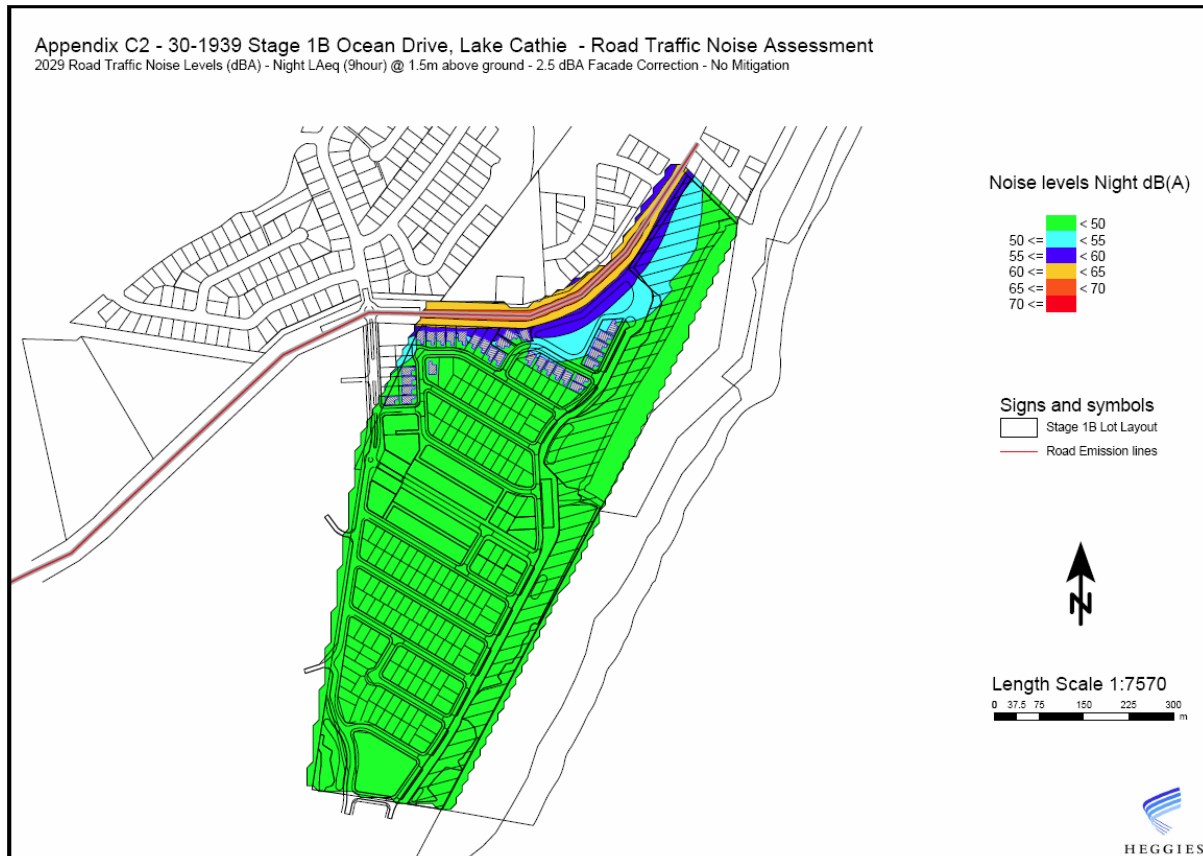 Appendix C2 - 30-1939 Stage 1B Ocean Drive, Lake Cathie - Road Traffic Noise Assessment
2029 Road Traffic Noise Levels (dBA) - Night LAeq (9hour) @ 1.5m above ground - 2.5 dBA Facade Correction - No Mitigation
Noise levels Night dB(A)
< 50
50 <= < 55
55 <= < 60
60 <= < 65
65 <= < 70
70 <=
Signs and symbols
Stage 1B Lot Layout
Road Emission lines
N
Length Scale 1:7570
0 37.5 75 150 225 300
m
HEGGIES